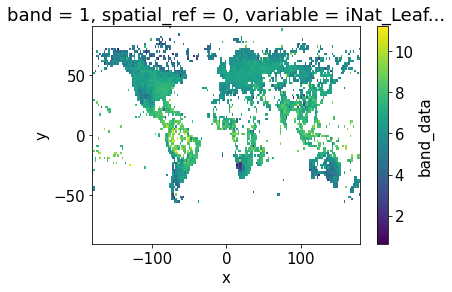 band = 1, spatial_ref = 0, variable = iNat_Leaf...
50
0
−50
y
−100
0
100
x
10
8
6
4
2
band_data